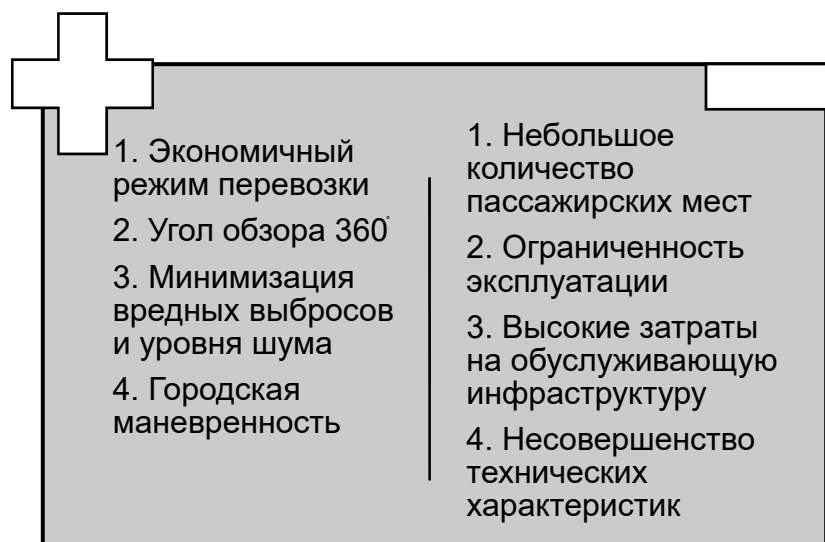 1. Экономичный
режим перевозки
2. Угол обзора 360°
3. Минимизация
вредных выбросов
и уровня шума
4. Городская
маневренность
1. Небольшое
количество
пассажирских мест
2. Ограниченность
эксплуатации
3. Высокие затраты
на обуслуживающую
инфраструктуру
4. Несовершенство
технических
характеристик